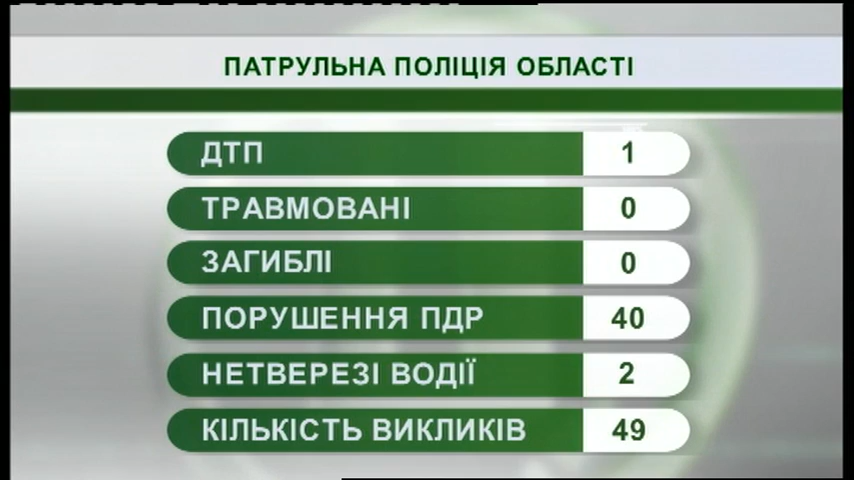 ПАТРУЛЬНА ПОЛІЦІЯ ОБЛАСТІ
ДТП 1
ТРАВМОВАНІ 0
ЗАГИБЛІ 0
ПОРУШЕННЯ ПДР 40
НЕТВЕРЕЗІ ВОДІЇ 2
КІЛЬКІСТЬ ВИКЛИКІВ 49